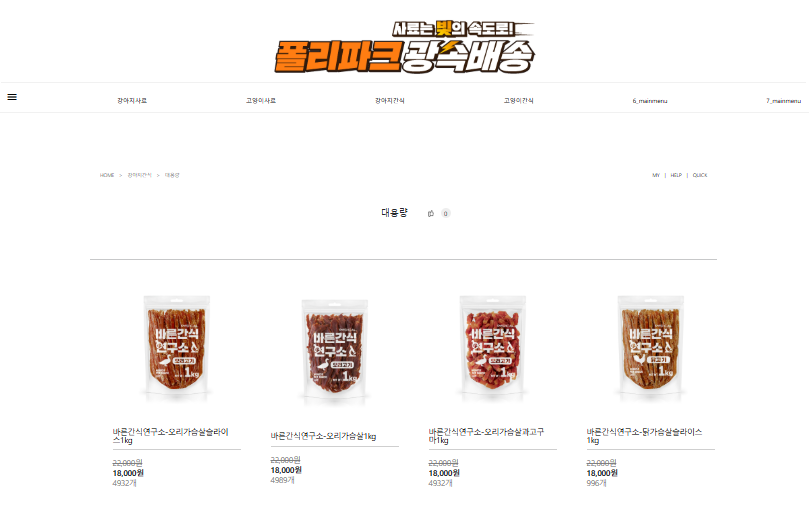 사료는 빛의 속도로!
폴리파크광속배송
강아지사료
고양이사료
강아지간식
고양이간식
6_mainmenu
7_mainmenu
HOME > 강아지간식 > 대용량
MY | HELP | QUICK
대용량 0
바른간식
연구소
오리고기
1kg
바른간식
연구소
오리고기
1kg
바른간식
연구소
오리고기
1kg
바른간식
연구소
닭고기
1kg
바른간식연구소-오리가슴살슬라이
스1kg
22,000원
18,000원
4932개
바른간식연구소-오리가슴살1kg
22,000원
18,000원
4989개
바른간식연구소-오리가슴살과고구
마1kg
22,000원
18,000원
4932개
바른간식연구소-닭가슴살슬라이스
1kg
22,000원
18,000원
996개